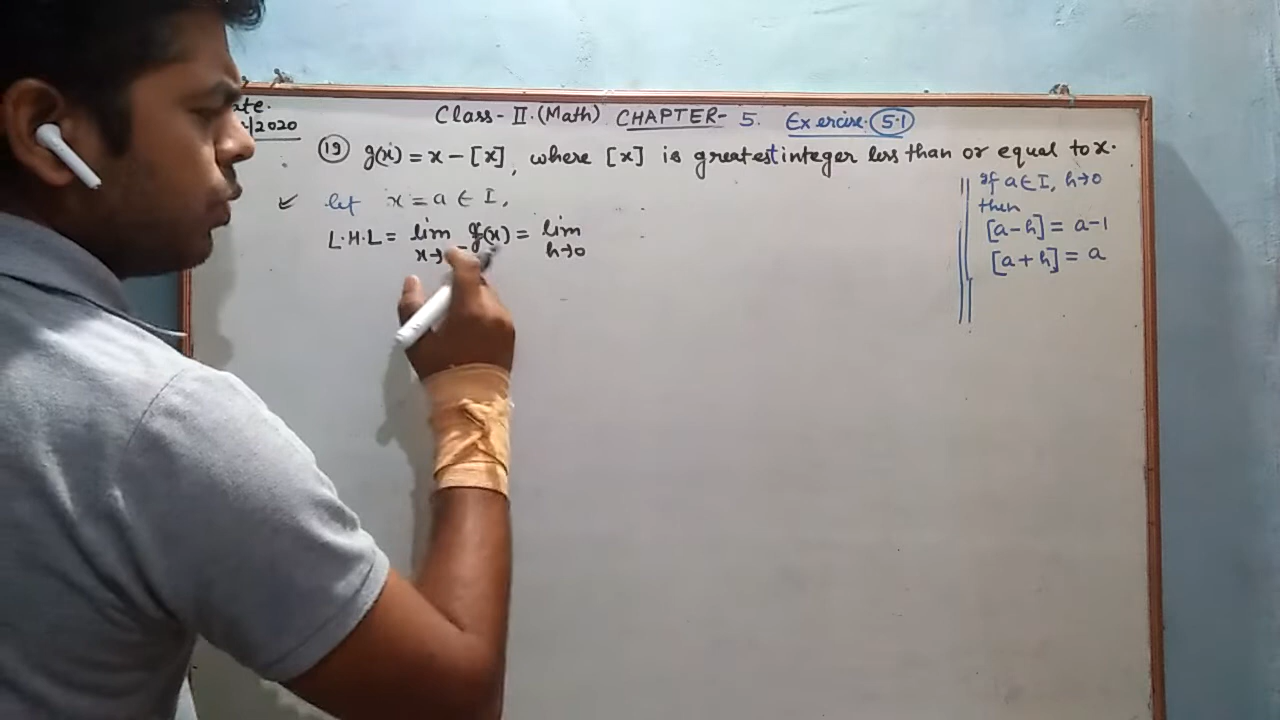 Class-II.(Math) CHAPTER- 5. Exercise.5.1
/2020
19 g(x) = x - [x], where [x] is greatest integer less than or equal to x.
let x = a ∈ I,
L.H.L = lim g(x) = lim
x→ h→0
If a ∈ I, h→0
then
[a-h] = a-1
[a+h] = a